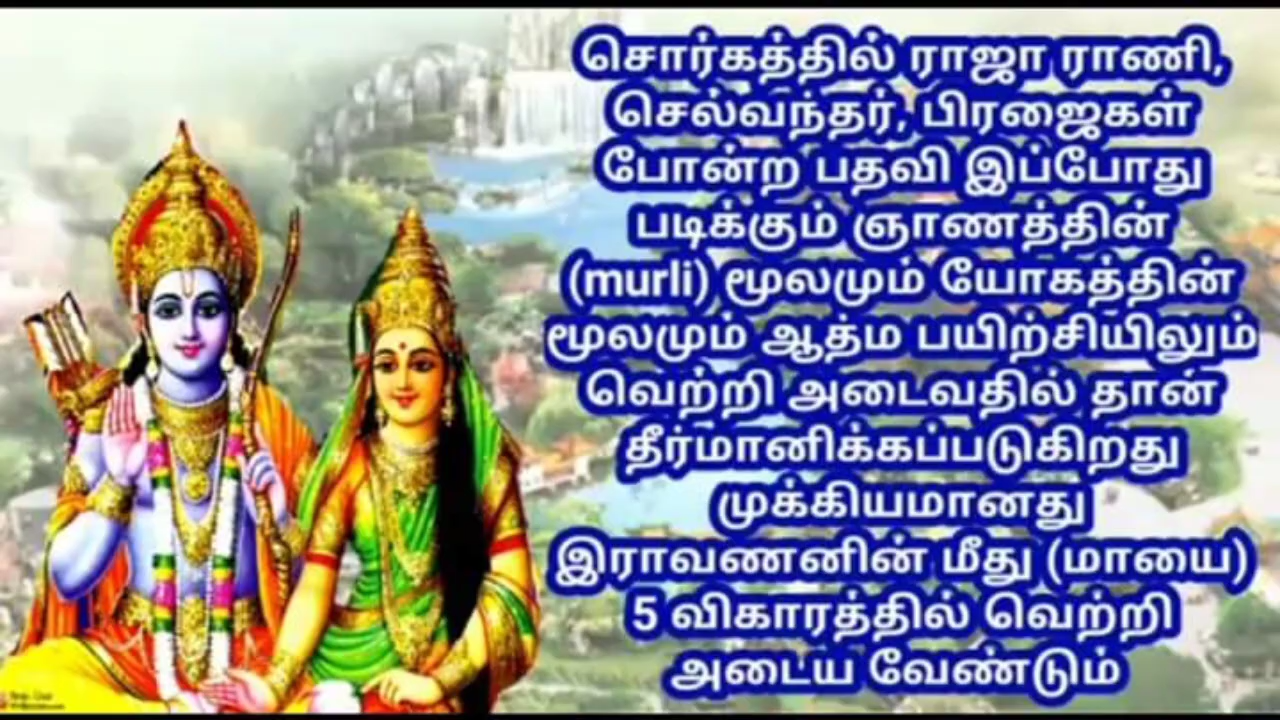 சொர்கத்தில் ராஜா ராணி,
செல்வந்தர், பிரஜைகள்
போன்ற பதவி இப்போது
படிக்கும் ஞாணத்தின்
(murli) மூலமும் யோகத்தின்
மூலமும் ஆத்ம பயிற்சியிலும்
வெற்றி அடைவதில் தான்
தீர்மானிக்கப்படுகிறது
முக்கியமானது
இராவணனின் மீது (மாயை)
5 விகாரத்தில் வெற்றி
அடைய வேண்டும்